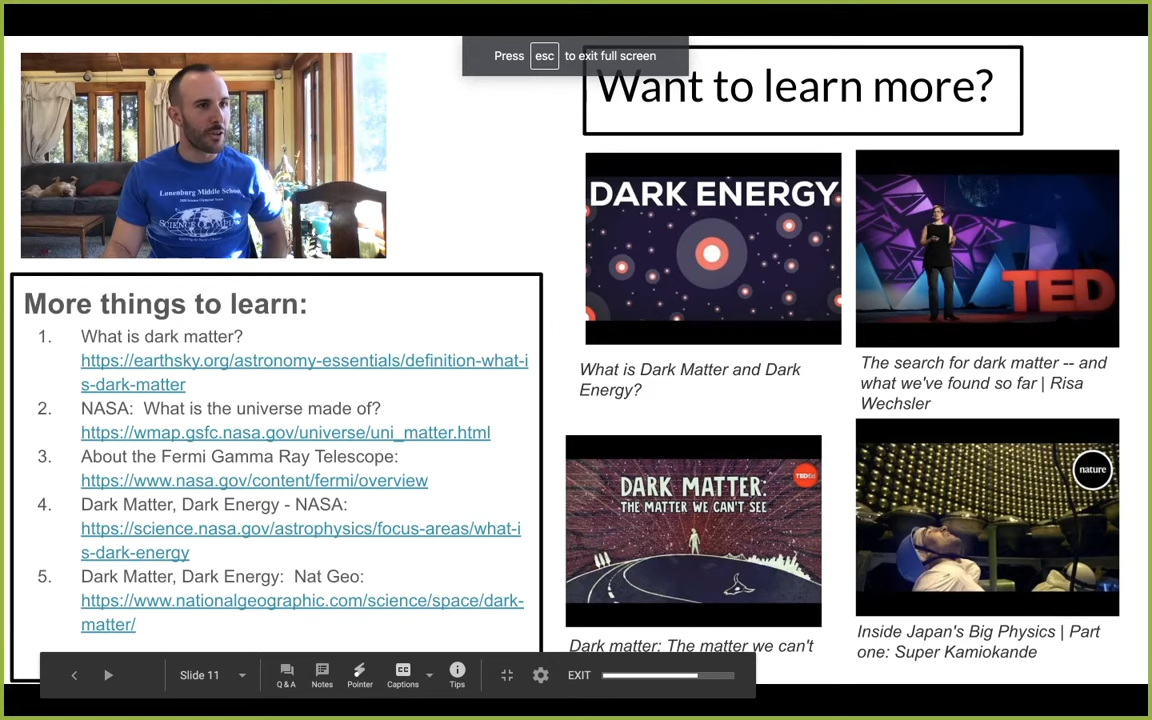 Press esc to exit full screen
Want to learn more?
Lunenburg Middle School
SCIENCE OLYMPIAD
DARK ENERGY
TED
More things to learn:
1. What is dark matter?
https://earthsky.org/astronomy-essentials/definition-what-i
s-dark-matter
2. NASA: What is the universe made of?
https://wmap.gsfc.nasa.gov/universe/uni_matter.html
3. About the Fermi Gamma Ray Telescope:
https://www.nasa.gov/content/fermi/overview
4. Dark Matter, Dark Energy - NASA:
https://science.nasa.gov/astrophysics/focus-areas/what-i
s-dark-energy
5. Dark Matter, Dark Energy: Nat Geo:
https://www.nationalgeographic.com/science/space/dark-
matter/
What is Dark Matter and Dark
Energy?
The search for dark matter -- and
what we've found so far | Risa
Wechsler
TEDEd
DARK MATTER:
THE MATTER WE CAN'T SEE
nature
Dark matter: The matter we can't
Inside Japan's Big Physics | Part
one: Super Kamiokande
Slide 11
Q & A
Notes
Pointer
CC
Captions
Tips
EXIT